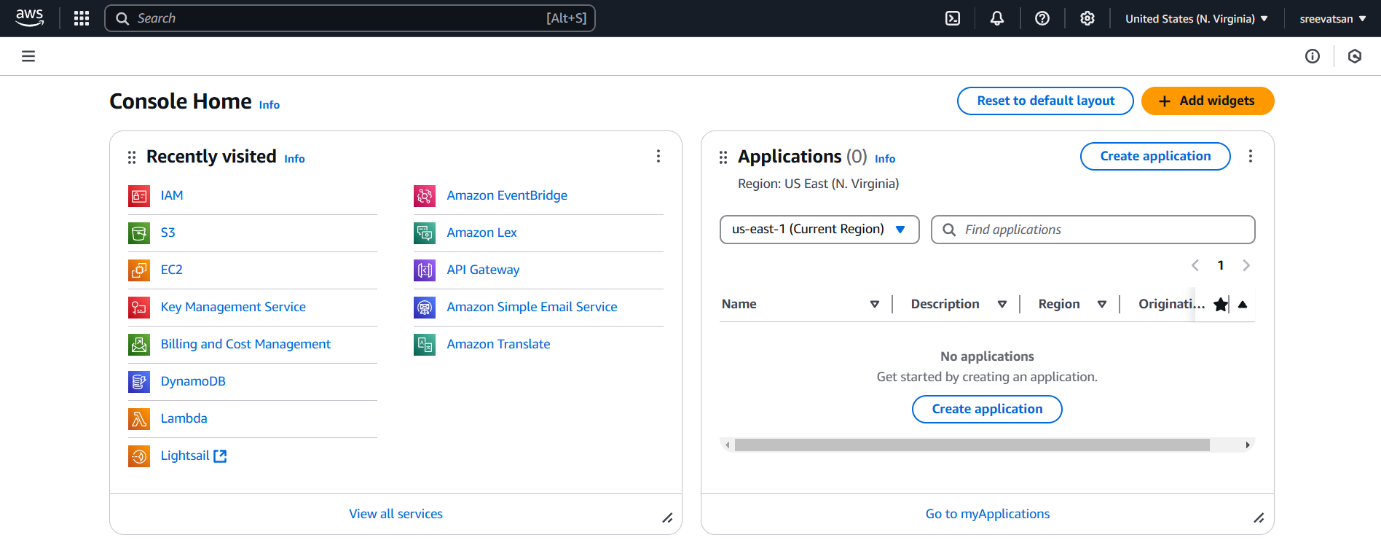 aws
Search [Alt+S]
United States (N. Virginia)
sreevatsan
Console Home Info
Reset to default layout
Add widgets
Recently visited Info
IAM
S3
EC2
Key Management Service
Billing and Cost Management
DynamoDB
Lambda
Lightsail
Amazon EventBridge
Amazon Lex
API Gateway
Amazon Simple Email Service
Amazon Translate
View all services
Applications (0) Info
Create application
Region: US East (N. Virginia)
us-east-1 (Current Region)
Find applications
1
Name Description Region Originati...
No applications
Get started by creating an application.
Create application
Go to myApplications